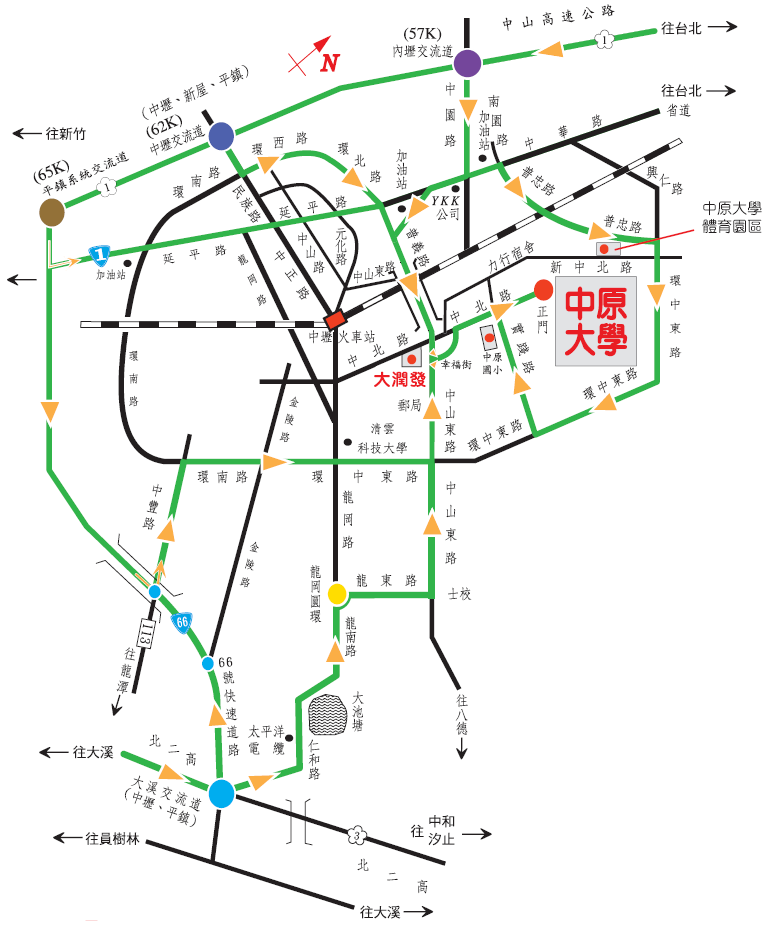 中山高速公路
1
往台北
(57K)
內壢交流道
N
往台北
省道
(中壢、新屋、平鎮)
(62K)
中壢交流道
往新竹
(65K)
平鎮系統交流道
1
中園路
南園路
加油站
中華路
環西路
環北路
加油站
YKK
公司
普忠路
興仁路
普忠路
中原大學
體育園區
環南路
民族路
延平路
元化路
中山路
中正路
中山東路
普義路
力行宿舍
新中北路
1
延平路
加油站
龍岡路
中壢火車站
中北路
中北路
正門
中原
大學
環中東路
中原國小
實踐路
幸福街
大潤發
郵局
中山東路
環中東路
環中東路
環南路
金陵路
清雲
科技大學
環南路
環中東路
中豐路
龍岡路
中山東路
金陵路
龍岡圓環
龍東路
士校
66
113
往龍潭
66
號快速道路
龍南路
大池塘
太平洋
電纜
仁和路
往八德
往大溪
北二高
大溪交流道
(中壢、平鎮)
往員樹林
3
往
中和
汐止
北二高
往大溪